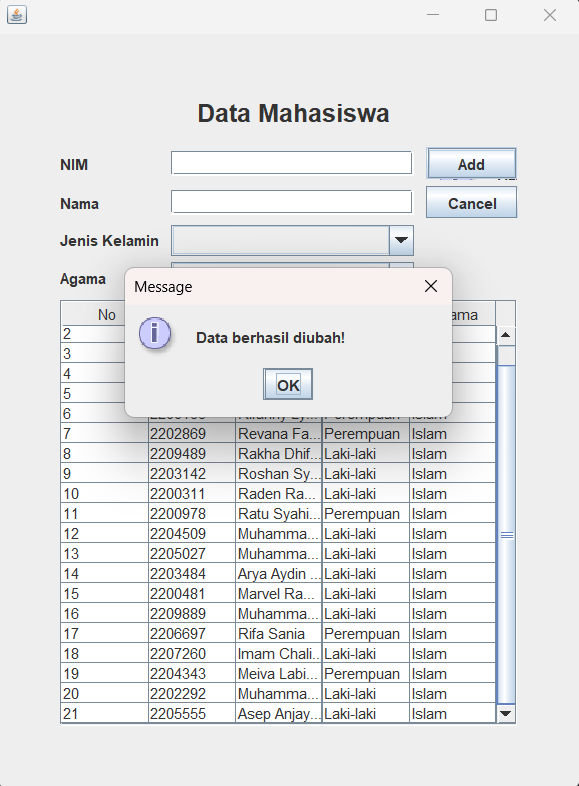 Data Mahasiswa
NIM
Add
Nama
Cancel
Jenis Kelamin
Agama
Message
Data berhasil diubah!
OK
No
2
3
4
5
6 Perempuan Islam
7 2202869 Revana Fa... Perempuan Islam
8 2209489 Rakha Dhif... Laki-laki Islam
9 2203142 Roshan Sy... Laki-laki Islam
10 2200311 Raden Ra... Laki-laki Islam
11 2200978 Ratu Syahi... Perempuan Islam
12 2204509 Muhamma... Laki-laki Islam
13 2205027 Muhamma... Laki-laki Islam
14 2203484 Arya Aydin ... Laki-laki Islam
15 2200481 Marvel Ra... Laki-laki Islam
16 2209889 Muhamma... Laki-laki Islam
17 2206697 Rifa Sania Perempuan Islam
18 2207260 Imam Chali... Laki-laki Islam
19 2204343 Meiva Labi... Perempuan Islam
20 2202292 Muhamma... Laki-laki Islam
21 2205555 Asep Anjay... Laki-laki Islam